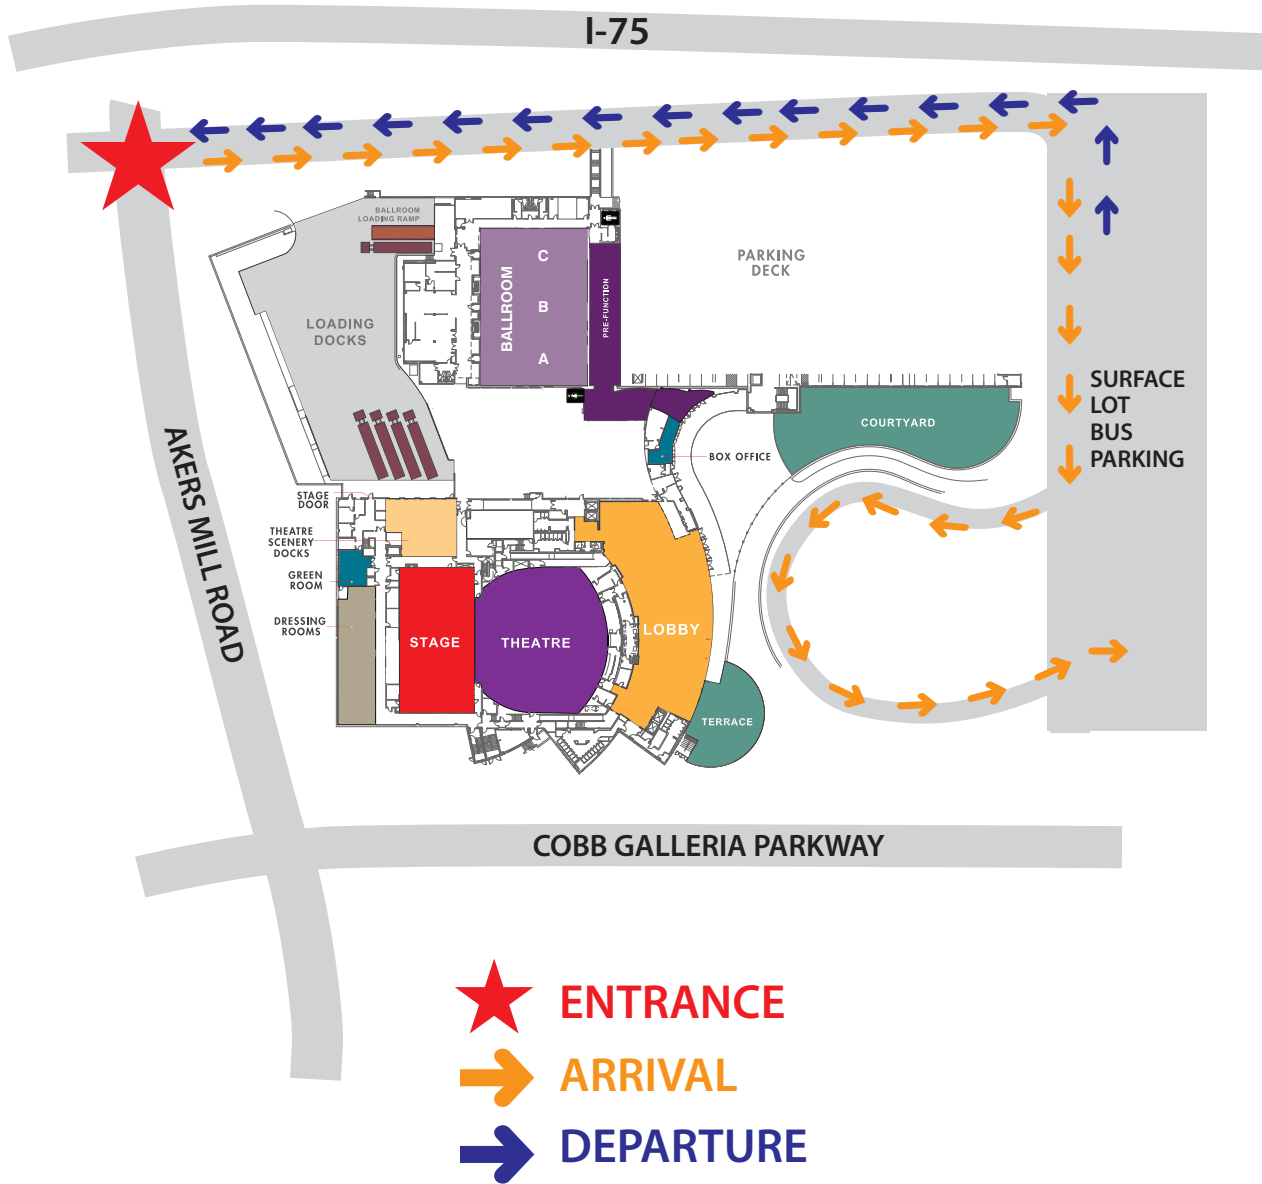 I-75
BALLROOM
LOADING RAMP
C
B
A
BALLROOM
PRE-FUNCTION
PARKING
DECK
LOADING
DOCKS
SURFACE
LOT
BUS
PARKING
COURTYARD
BOX OFFICE
AKERS MILL ROAD
STAGE
DOOR
THEATRE
SCENERY
DOCKS
GREEN
ROOM
DRESSING
ROOMS
STAGE
THEATRE
LOBBY
TERRACE
COBB GALLERIA PARKWAY
ENTRANCE
ARRIVAL
DEPARTURE